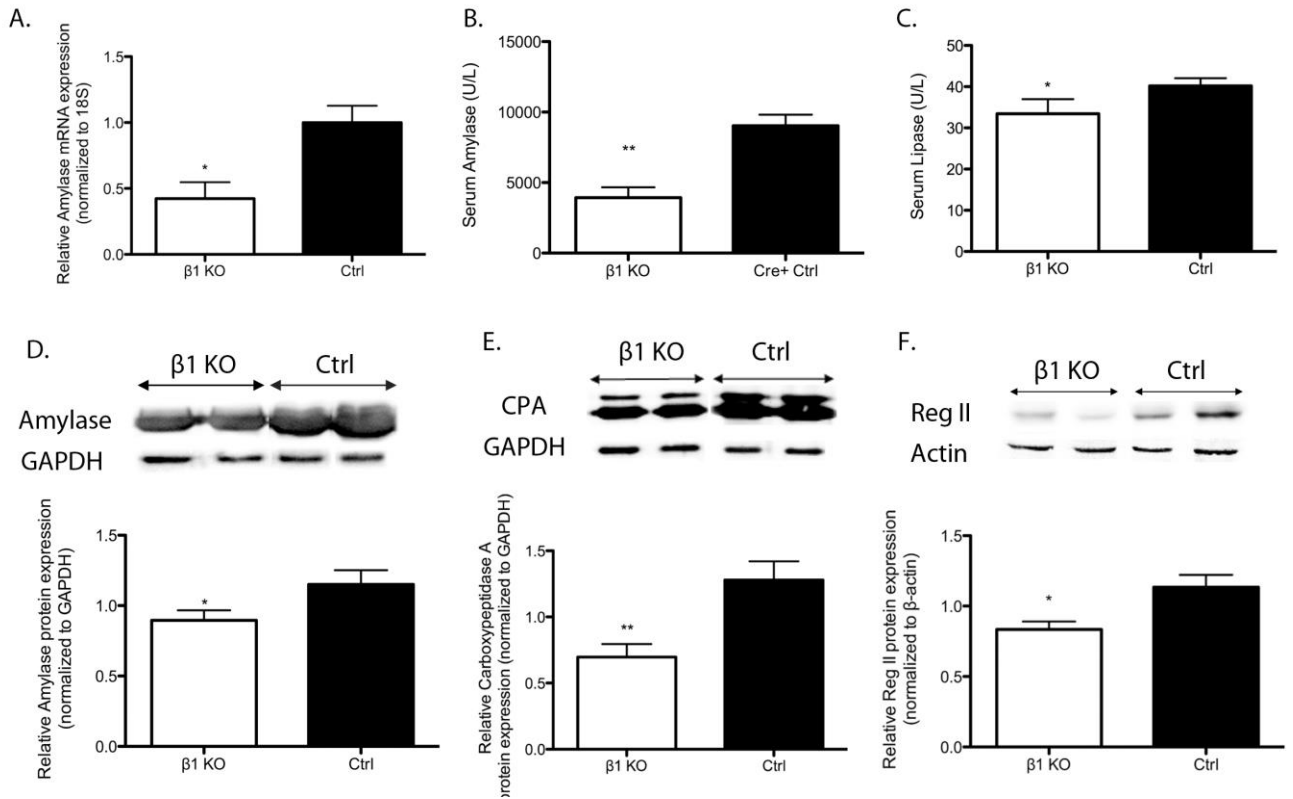 A.
Relative Amylase mRNA expression
(normalized to 18S)
1.5
1.0
0.5
0.0
*
β1 KO
Ctrl
B.
Serum Amylase (U/L)
15000
10000
5000
0
**
β1 KO
Cre+ Ctrl
C.
Serum Lipase (U/L)
50
40
30
20
10
0
*
β1 KO
Ctrl
D.
β1 KO
Ctrl
Amylase
GAPDH
Relative Amylase protein expression
(normalized to GAPDH)
1.5
1.0
0.5
0.0
*
β1 KO
Ctrl
E.
β1 KO
Ctrl
CPA
GAPDH
Relative Carboxypeptidase A
protein expression (normalized to GAPDH)
1.5
1.0
0.5
0.0
**
β1 KO
Ctrl
F.
β1 KO
Ctrl
Reg II
Actin
Relative Reg II protein expression
(normalized to β-actin)
1.5
1.0
0.5
0.0
*
β1 KO
Ctrl